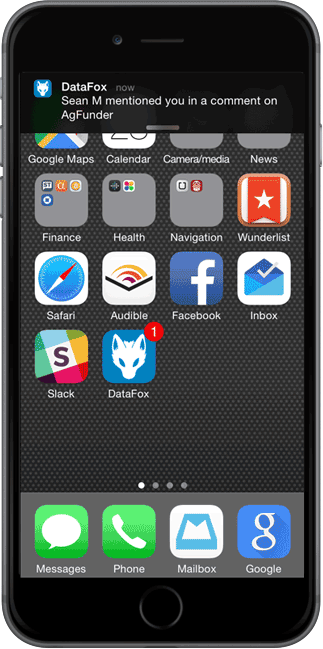 DataFox now
Sean M mentioned you in a comment on
AgFunder
Google Maps Calendar Camera/media News
Finance Health Navigation Wunderlist
Safari Audible Facebook Inbox
1
Slack DataFox
Messages Phone Mailbox Google